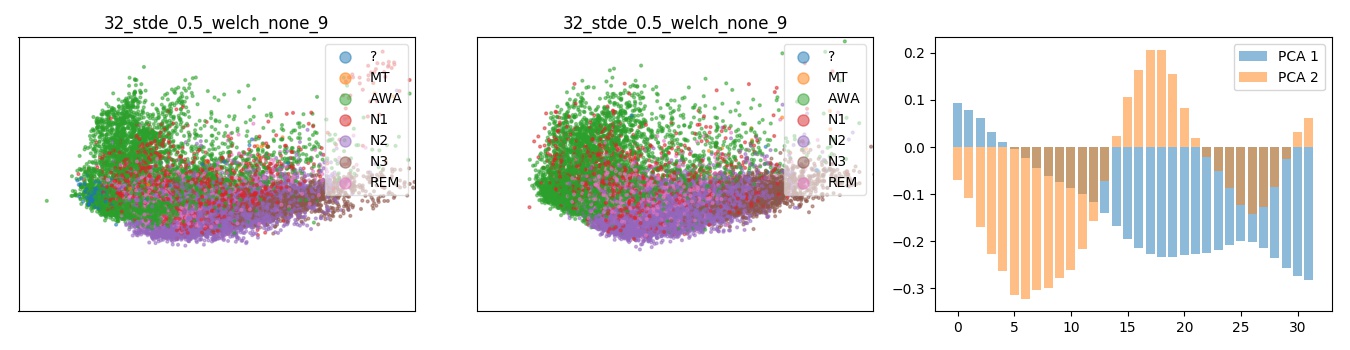 32_stde_0.5_welch_none_9
?
MT
AWA
N1
N2
N3
REM
32_stde_0.5_welch_none_9
?
MT
AWA
N1
N2
N3
REM
PCA 1
PCA 2
0.2
0.1
0.0
−0.1
−0.2
−0.3
0 5 10 15 20 25 30